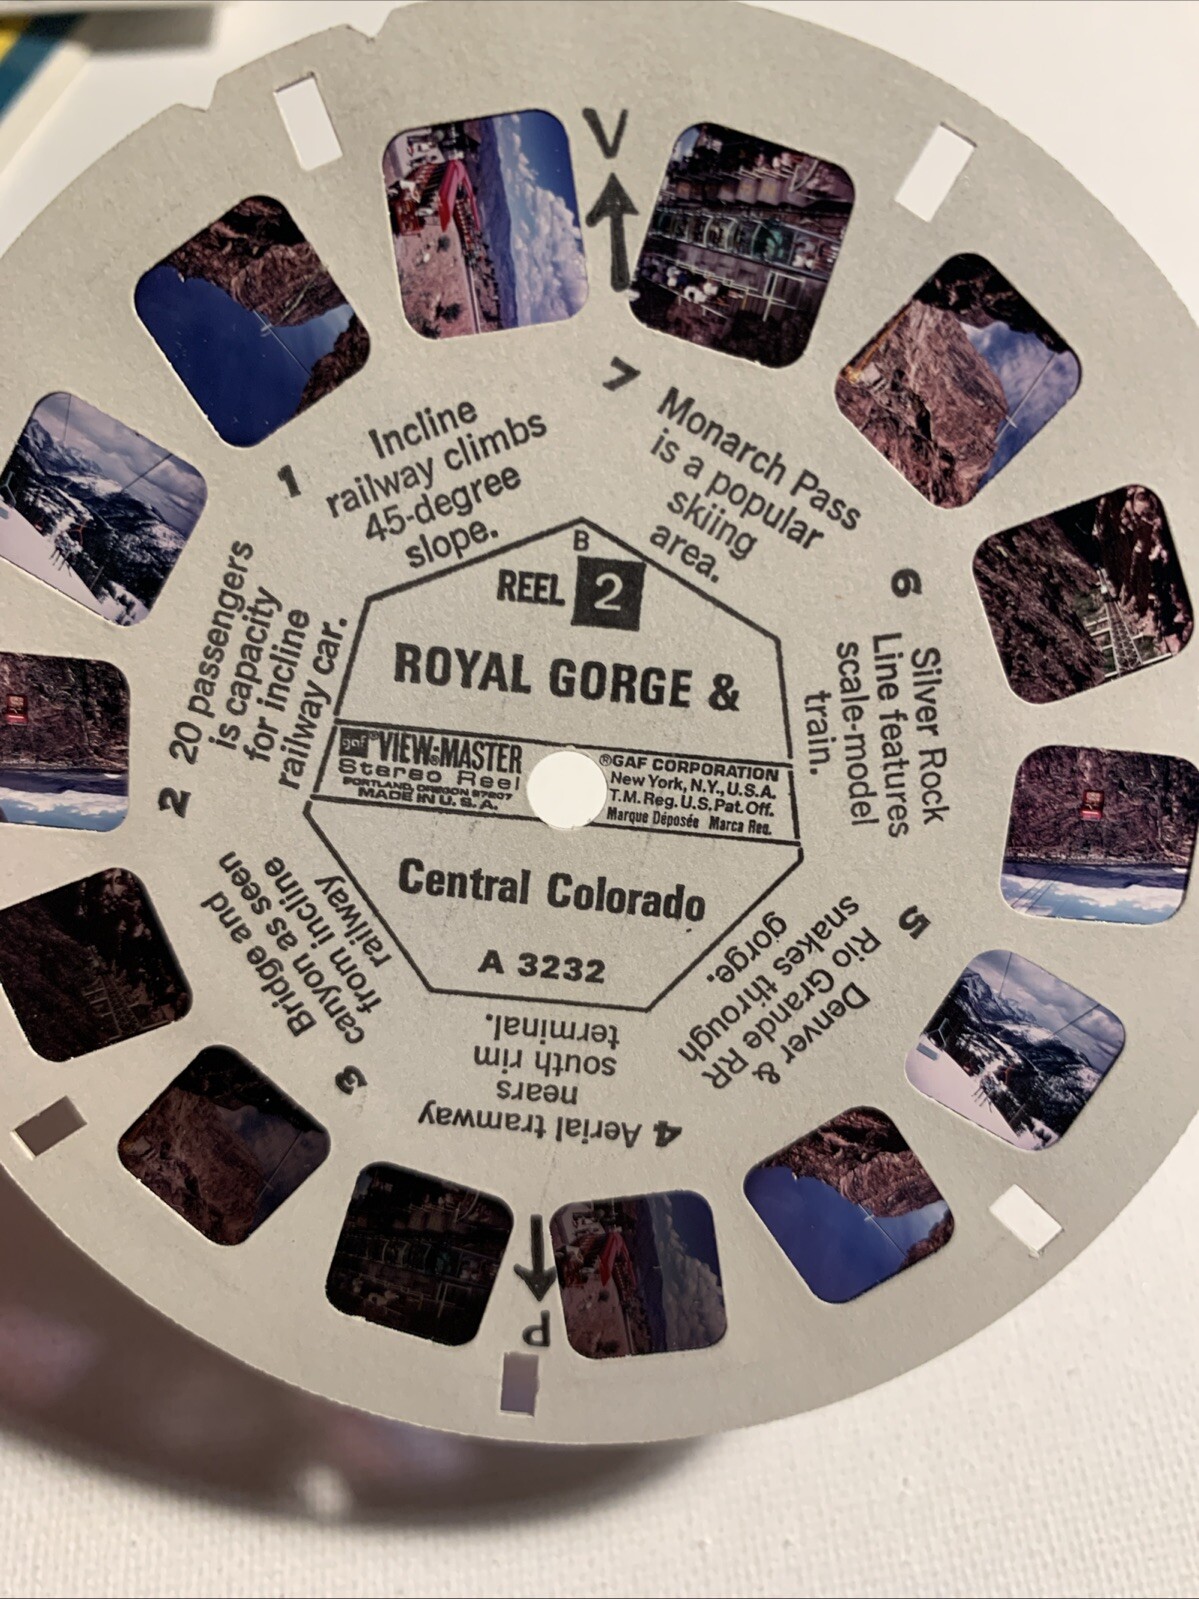 V
1 Incline
railway climbs
45-degree
slope.
2 20 passengers
is capacity
for incline
railway car.
3 Bridge and
canyon as seen
from incline
railway
4 Aerial tramway
nears
south rim
terminal.
5 Denver &
Rio Grande RR
snakes through
gorge.
6 Silver Rock
Line features
scale-model
train.
7 Monarch Pass
is a popular
skiing
area.
B
REEL 2
ROYAL GORGE &
gaf VIEW-MASTER
Stereo Reel
PORTLAND, OREGON 97207
MADE IN U.S.A.
®GAF CORPORATION
New York, N.Y., U.S.A.
T.M. Reg. U.S. Pat. Off.
Marque Déposée Marca Reg.
Central Colorado
A 3232
P